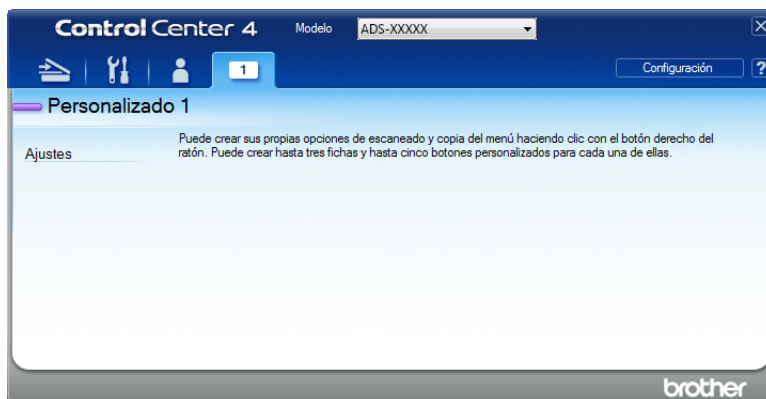 Control Center 4 Modelo ADS-XXXXX
1 Configuración ?
Personalizado 1
Ajustes
Puede crear sus propias opciones de escaneado y copia del menú haciendo clic con el botón derecho del
ratón. Puede crear hasta tres fichas y hasta cinco botones personalizados para cada una de ellas.
brother